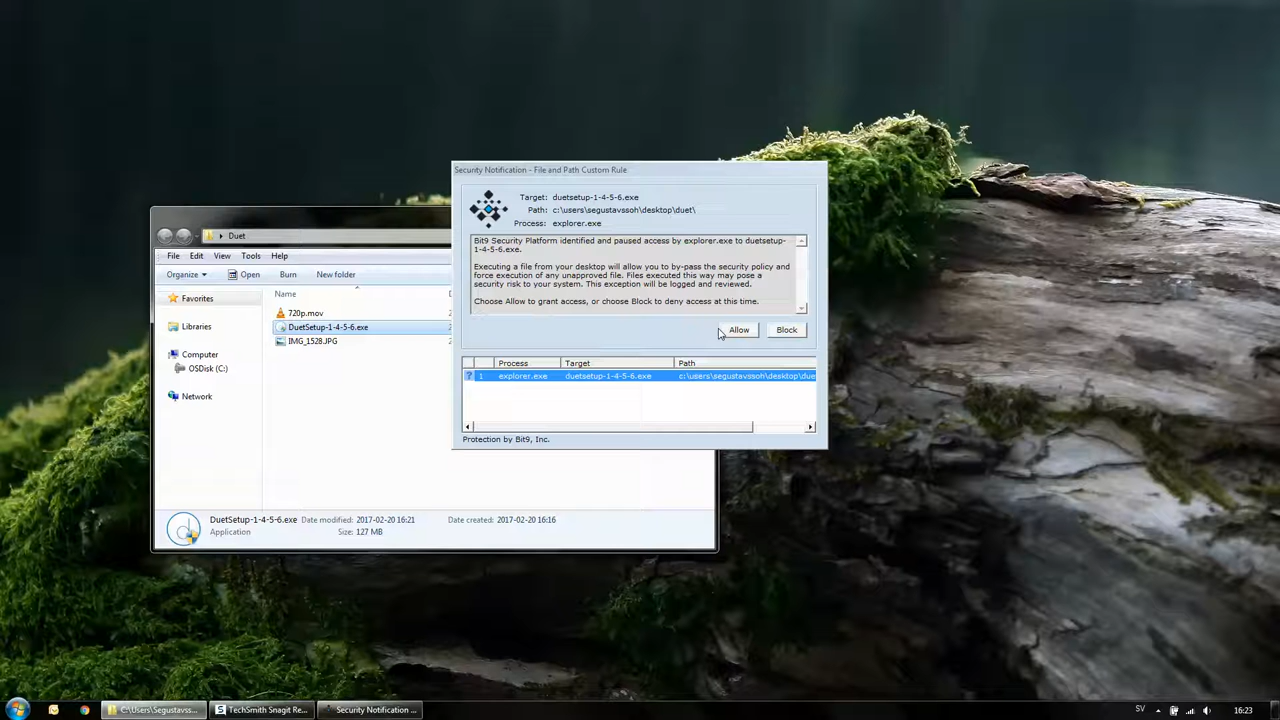 Security Notification - File and Path Custom Rule
Target: duetsetup-1-4-5-6.exe
Path: c:\users\segustavssoh\desktop\duet\
Process: explorer.exe
Bit9 Security Platform identified and paused access by explorer.exe to duetsetup-
1-4-5-6.exe.
Executing a file from your desktop will allow you to by-pass the security policy and
force execution of any unapproved file. Files executed this way may pose a
security risk to your system. This exception will be logged and reviewed.
Choose Allow to grant access, or choose Block to deny access at this time.
Allow Block
Process Target Path
? 1 explorer.exe duetsetup-1-4-5-6.exe c:\users\segustavssoh\desktop\due
Protection by Bit9, Inc.
Duet
File Edit View Tools Help
Organize Open Burn New folder
Name
Favorites
Libraries
Computer
OSDisk (C:)
Network
720p.mov
DuetSetup-1-4-5-6.exe
IMG_1528.JPG
DuetSetup-1-4-5-6.exe Date modified: 2017-02-20 16:21 Date created: 2017-02-20 16:16
Application Size: 127 MB
C:\Users\Segustavss... TechSmith Snagit Re... Security Notification ... SV 16:23